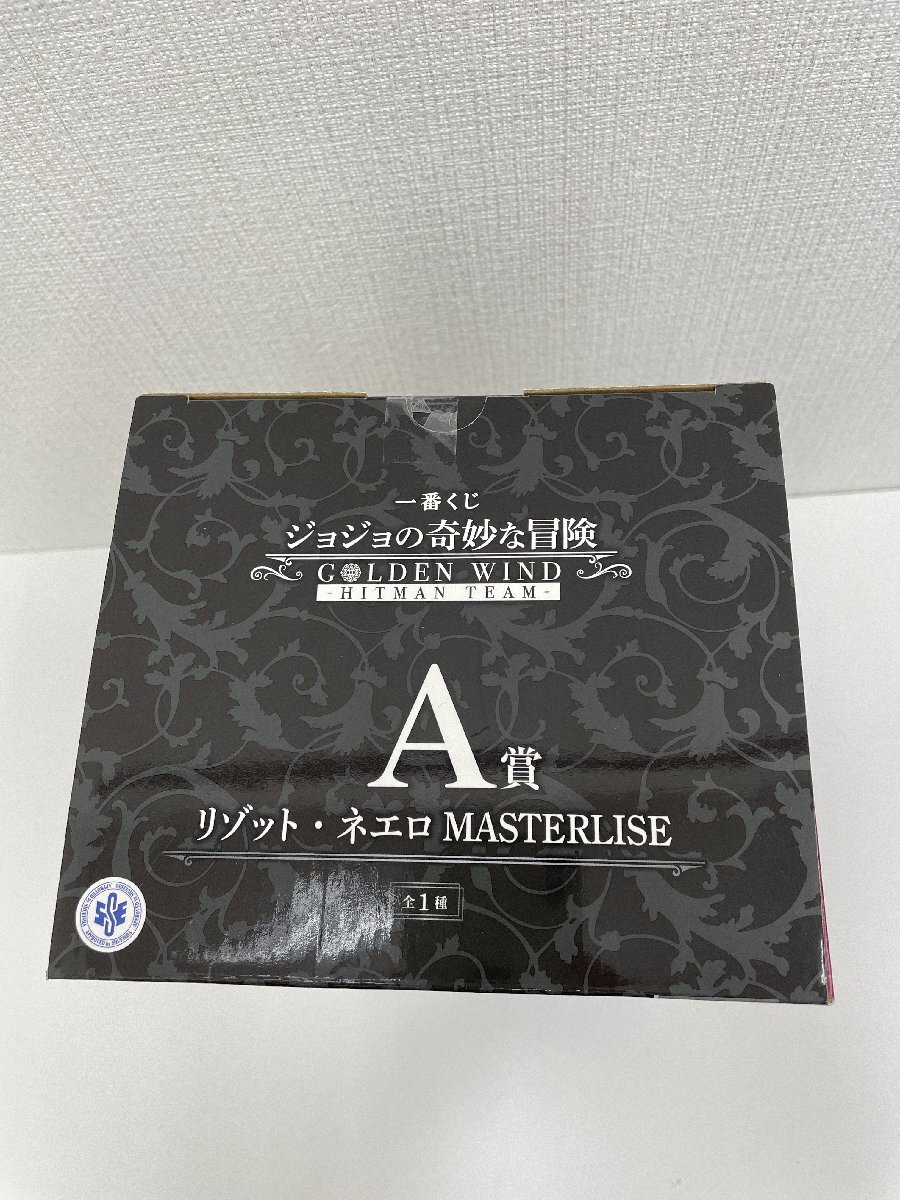 一番くじ
ジョジョの奇妙な冒険
GOLDEN WIND
-HITMAN TEAM-
A賞
リゾット・ネエロ MASTERLISE
全1種